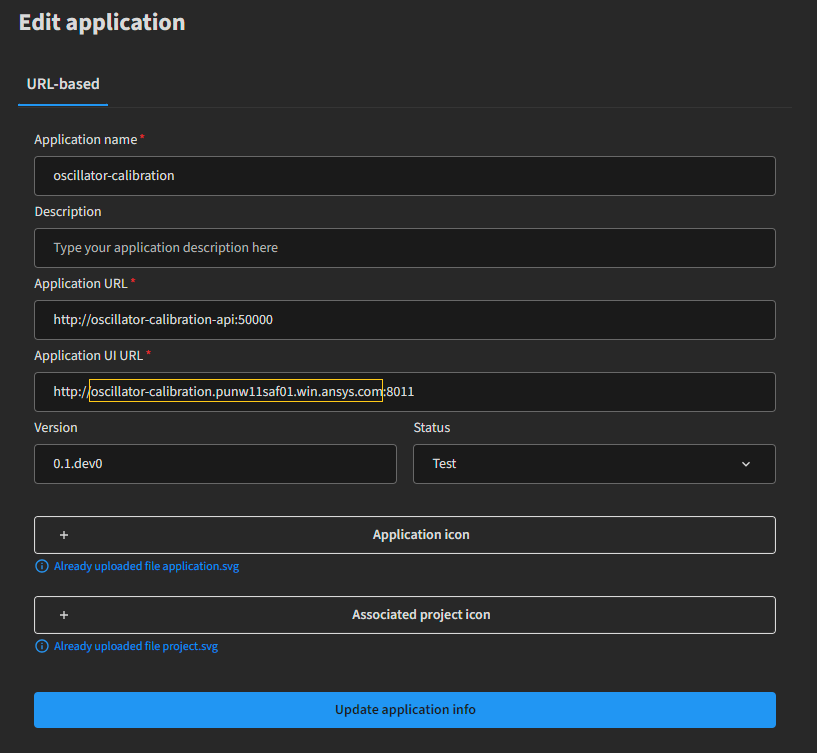 Edit application
URL-based
Application name*
oscillator-calibration
Description
Type your application description here
Application URL*
http://oscillator-calibration-api:50000
Application UI URL*
http://oscillator-calibration.punw11saf01.win.ansys.com:8011
Version
Status
0.1.dev0
Test
+ Application icon
Already uploaded file application.svg
+ Associated project icon
Already uploaded file project.svg
Update application info